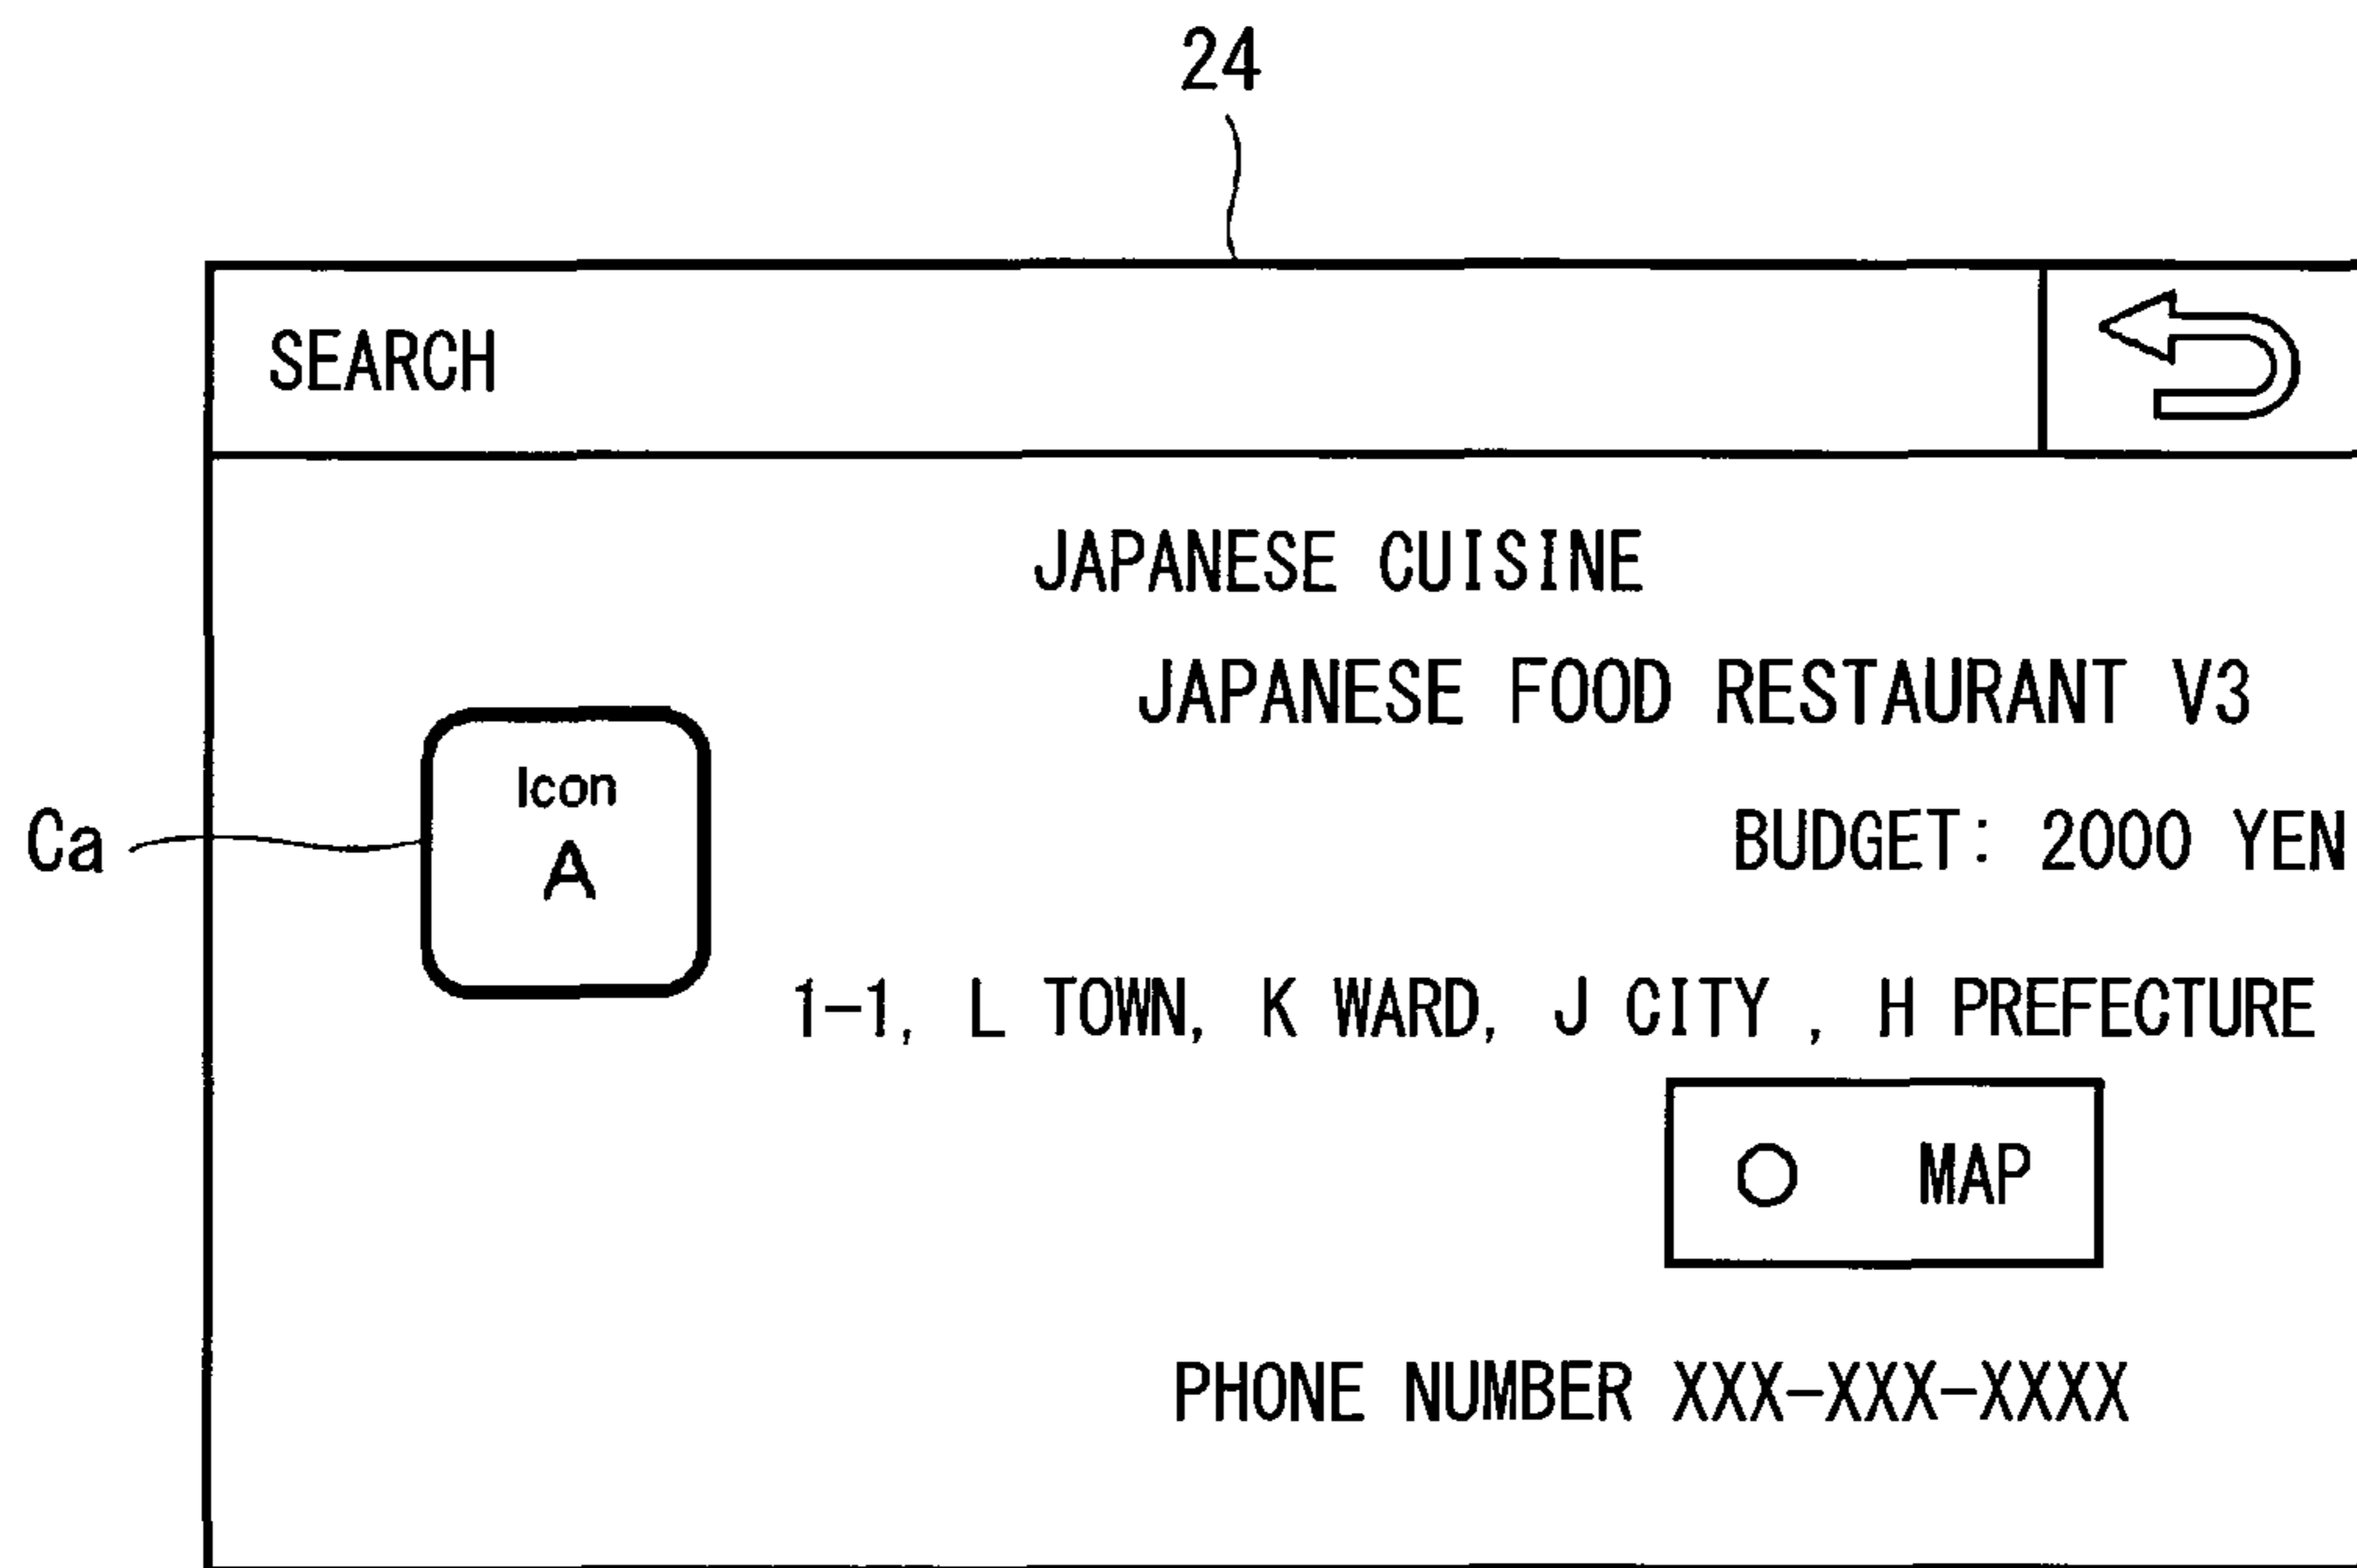 24
SEARCH
JAPANESE CUISINE
JAPANESE FOOD RESTAURANT V3
Icon
A
Ca
BUDGET: 2000 YEN
1-1, L TOWN, K WARD, J CITY , H PREFECTURE
MAP
PHONE NUMBER XXX-XXX-XXXX